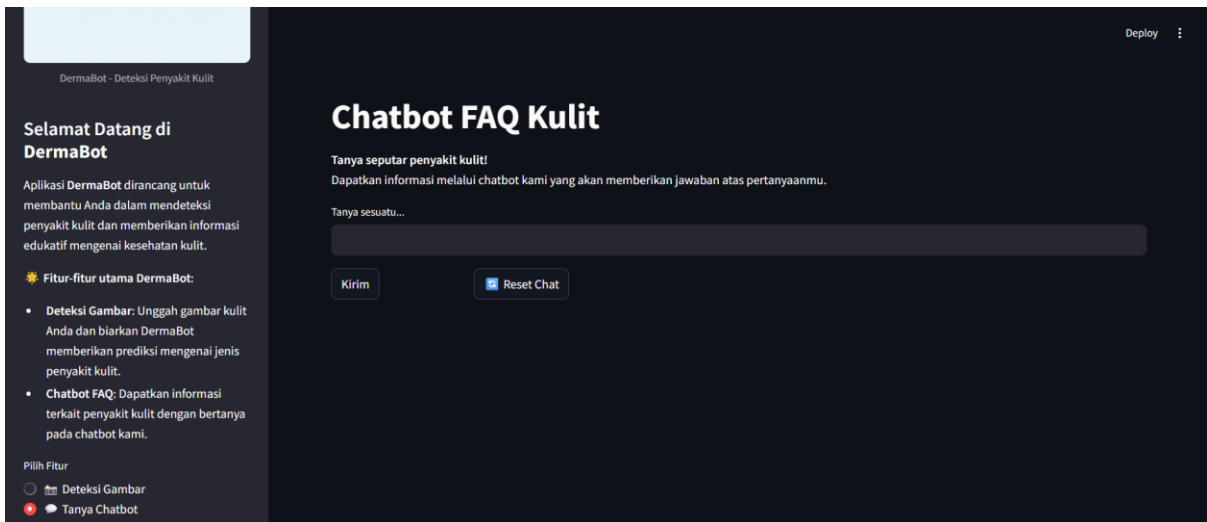 DermaBot - Deteksi Penyakit Kulit
Selamat Datang di
DermaBot
Aplikasi DermaBot dirancang untuk
membantu Anda dalam mendeteksi
penyakit kulit dan memberikan informasi
edukatif mengenai kesehatan kulit.
Fitur-fitur utama DermaBot:
Deteksi Gambar: Unggah gambar kulit
Anda dan biarkan DermaBot
memberikan prediksi mengenai jenis
penyakit kulit.
Chatbot FAQ: Dapatkan informasi
terkait penyakit kulit dengan bertanya
pada chatbot kami.
Pilih Fitur
Deteksi Gambar
Tanya Chatbot
Deploy
Chatbot FAQ Kulit
Tanya seputar penyakit kulit!
Dapatkan informasi melalui chatbot kami yang akan memberikan jawaban atas pertanyaanmu.
Tanya sesuatu...
Kirim
Reset Chat